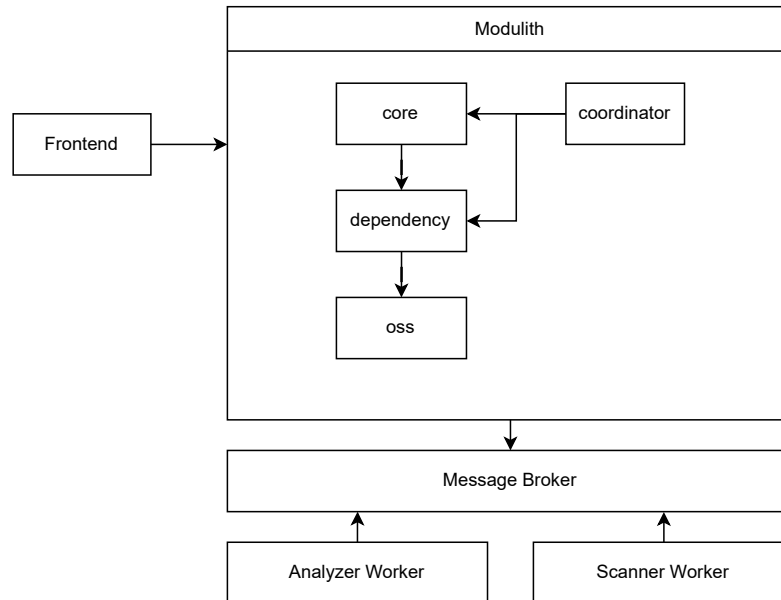 Modulith
core
coordinator
Frontend
dependency
oss
Message Broker
Analyzer Worker
Scanner Worker